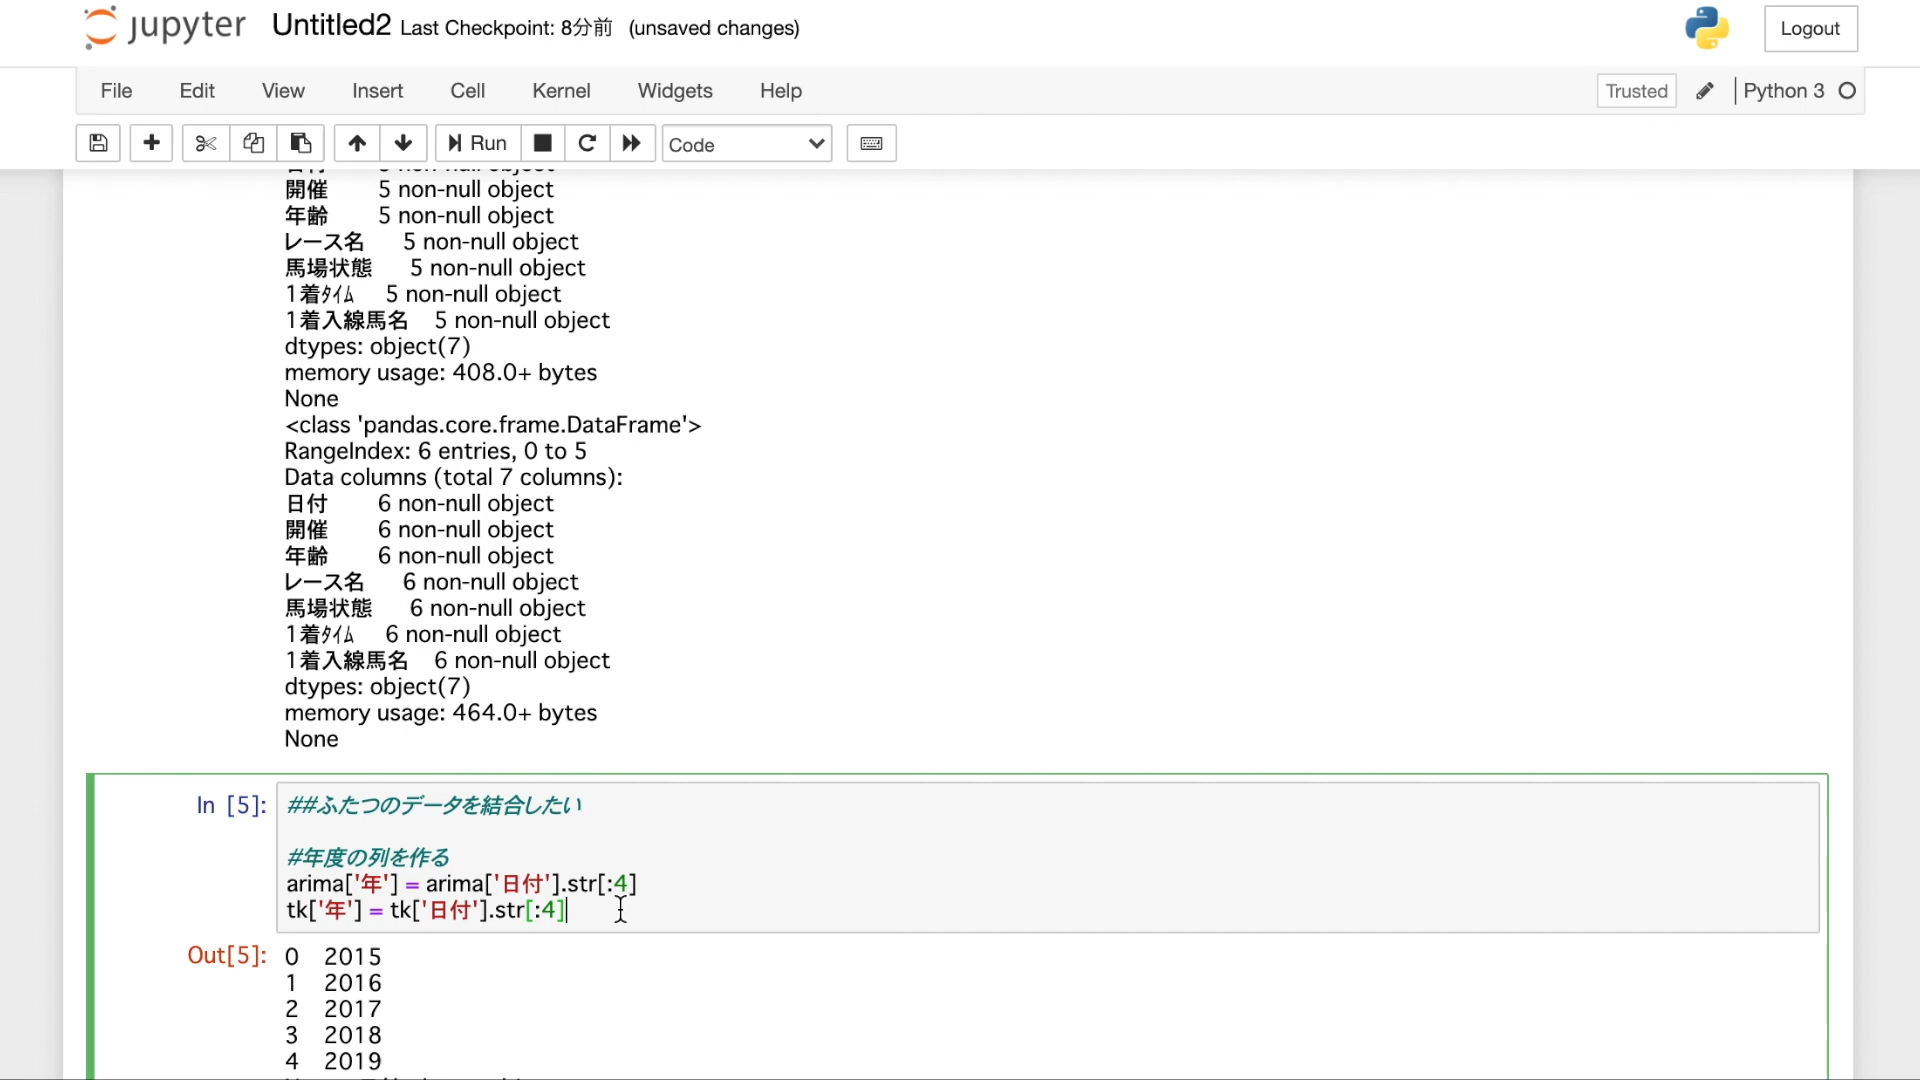 jupyter Untitled2 Last Checkpoint: 8分前 (unsaved changes) Logout
File Edit View Insert Cell Kernel Widgets Help Trusted Python 3
Run Code
開催 5 non-null object
年齢 5 non-null object
レース名 5 non-null object
馬場状態 5 non-null object
1着ﾀｲﾑ 5 non-null object
1着入線馬名 5 non-null object
dtypes: object(7)
memory usage: 408.0+ bytes
None
<class 'pandas.core.frame.DataFrame'>
RangeIndex: 6 entries, 0 to 5
Data columns (total 7 columns):
日付 6 non-null object
開催 6 non-null object
年齢 6 non-null object
レース名 6 non-null object
馬場状態 6 non-null object
1着ﾀｲﾑ 6 non-null object
1着入線馬名 6 non-null object
dtypes: object(7)
memory usage: 464.0+ bytes
None
In [5]: ##ふたつのデータを結合したい
#年度の列を作る
arima['年'] = arima['日付'].str[:4]
tk['年'] = tk['日付'].str[:4]
Out[5]: 0 2015
1 2016
2 2017
3 2018
4 2019